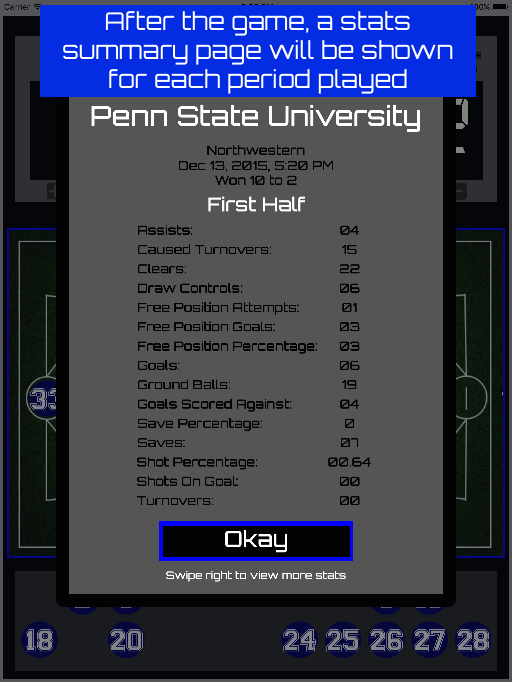 Carrier
100%
After the game, a stats
summary page will be shown
for each period played
Penn State University
Northwestern
Dec 13, 2015, 5:20 PM
Won 10 to 2
First Half
Assists: 04
Caused Turnovers: 15
Clears: 22
Draw Controls: 06
Free Position Attempts: 01
Free Position Goals: 03
Free Position Percentage: 03
Goals: 06
Ground Balls: 19
Goals Scored Against: 04
Save Percentage: 0
Saves: 07
Shot Percentage: 00.64
Shots On Goal: 00
Turnovers: 00
33
Okay
Swipe right to view more stats
18 20 24 25 26 27 28